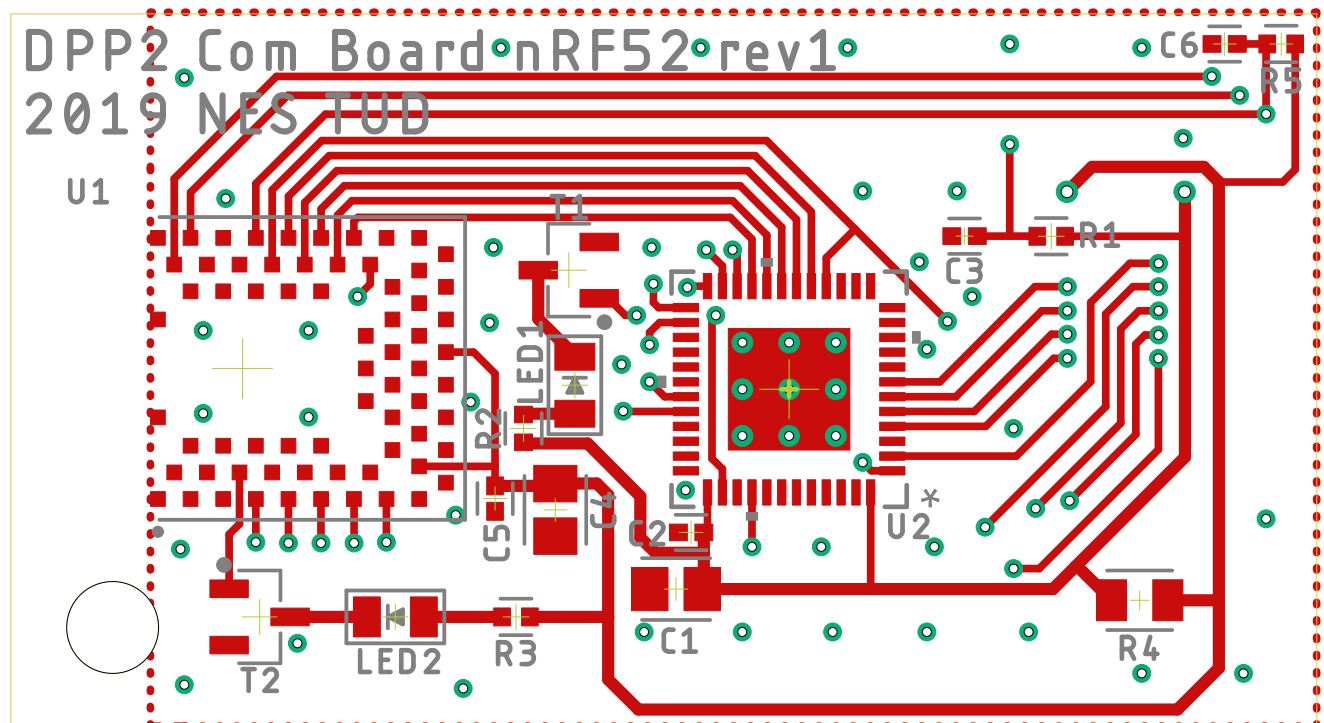 DPP2 Com Board nRF52 rev1
C6
R5
2019 NES TUD
U1
T1
R1
C3
LED1
R2
C4
C5
C2
U2
*
C1
R4
LED2
R3
T2